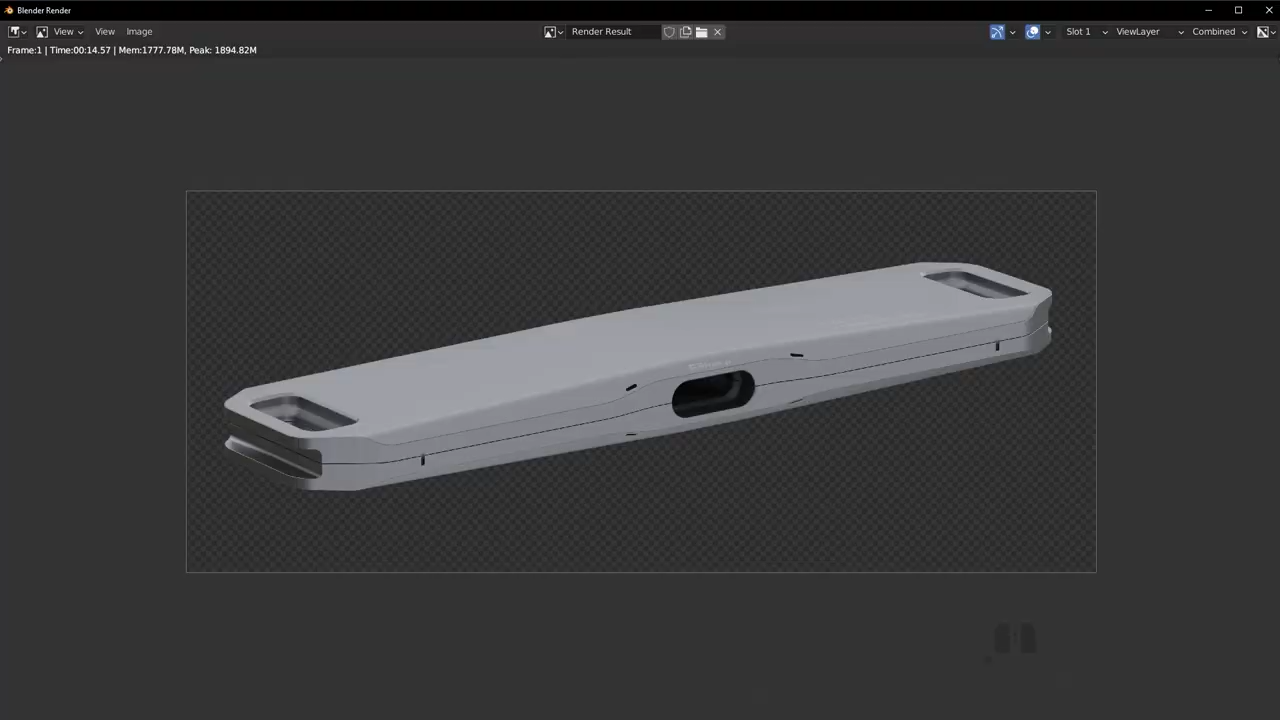 Blender Render
View View Image Render Result Slot 1 ViewLayer Combined
Frame:1 | Time:00:14.57 | Mem:1777.78M, Peak: 1894.82M